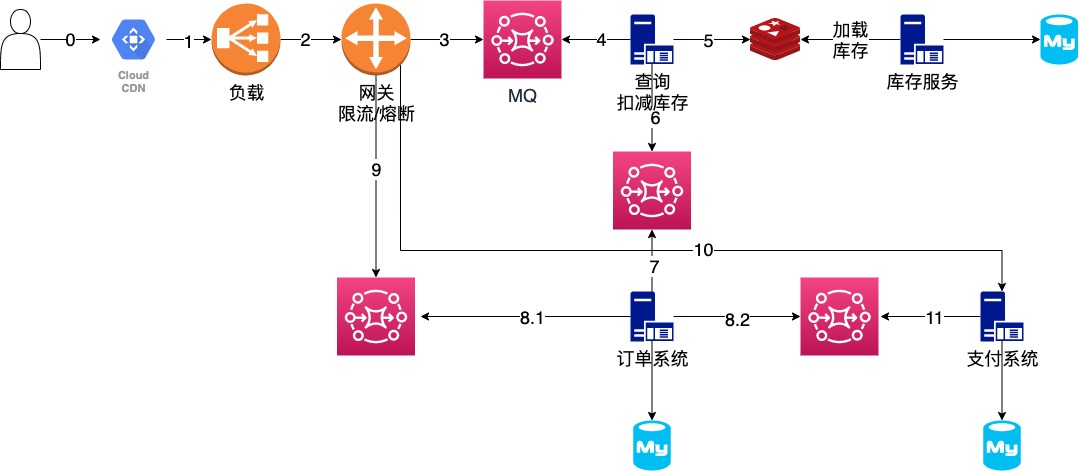 0
1
2
3
4
5
加载
库存
My
Cloud
CDN
负载
网关
限流/熔断
MQ
查询
扣减库存
库存服务
6
9
10
7
8.1
8.2
11
订单系统
支付系统
My
My